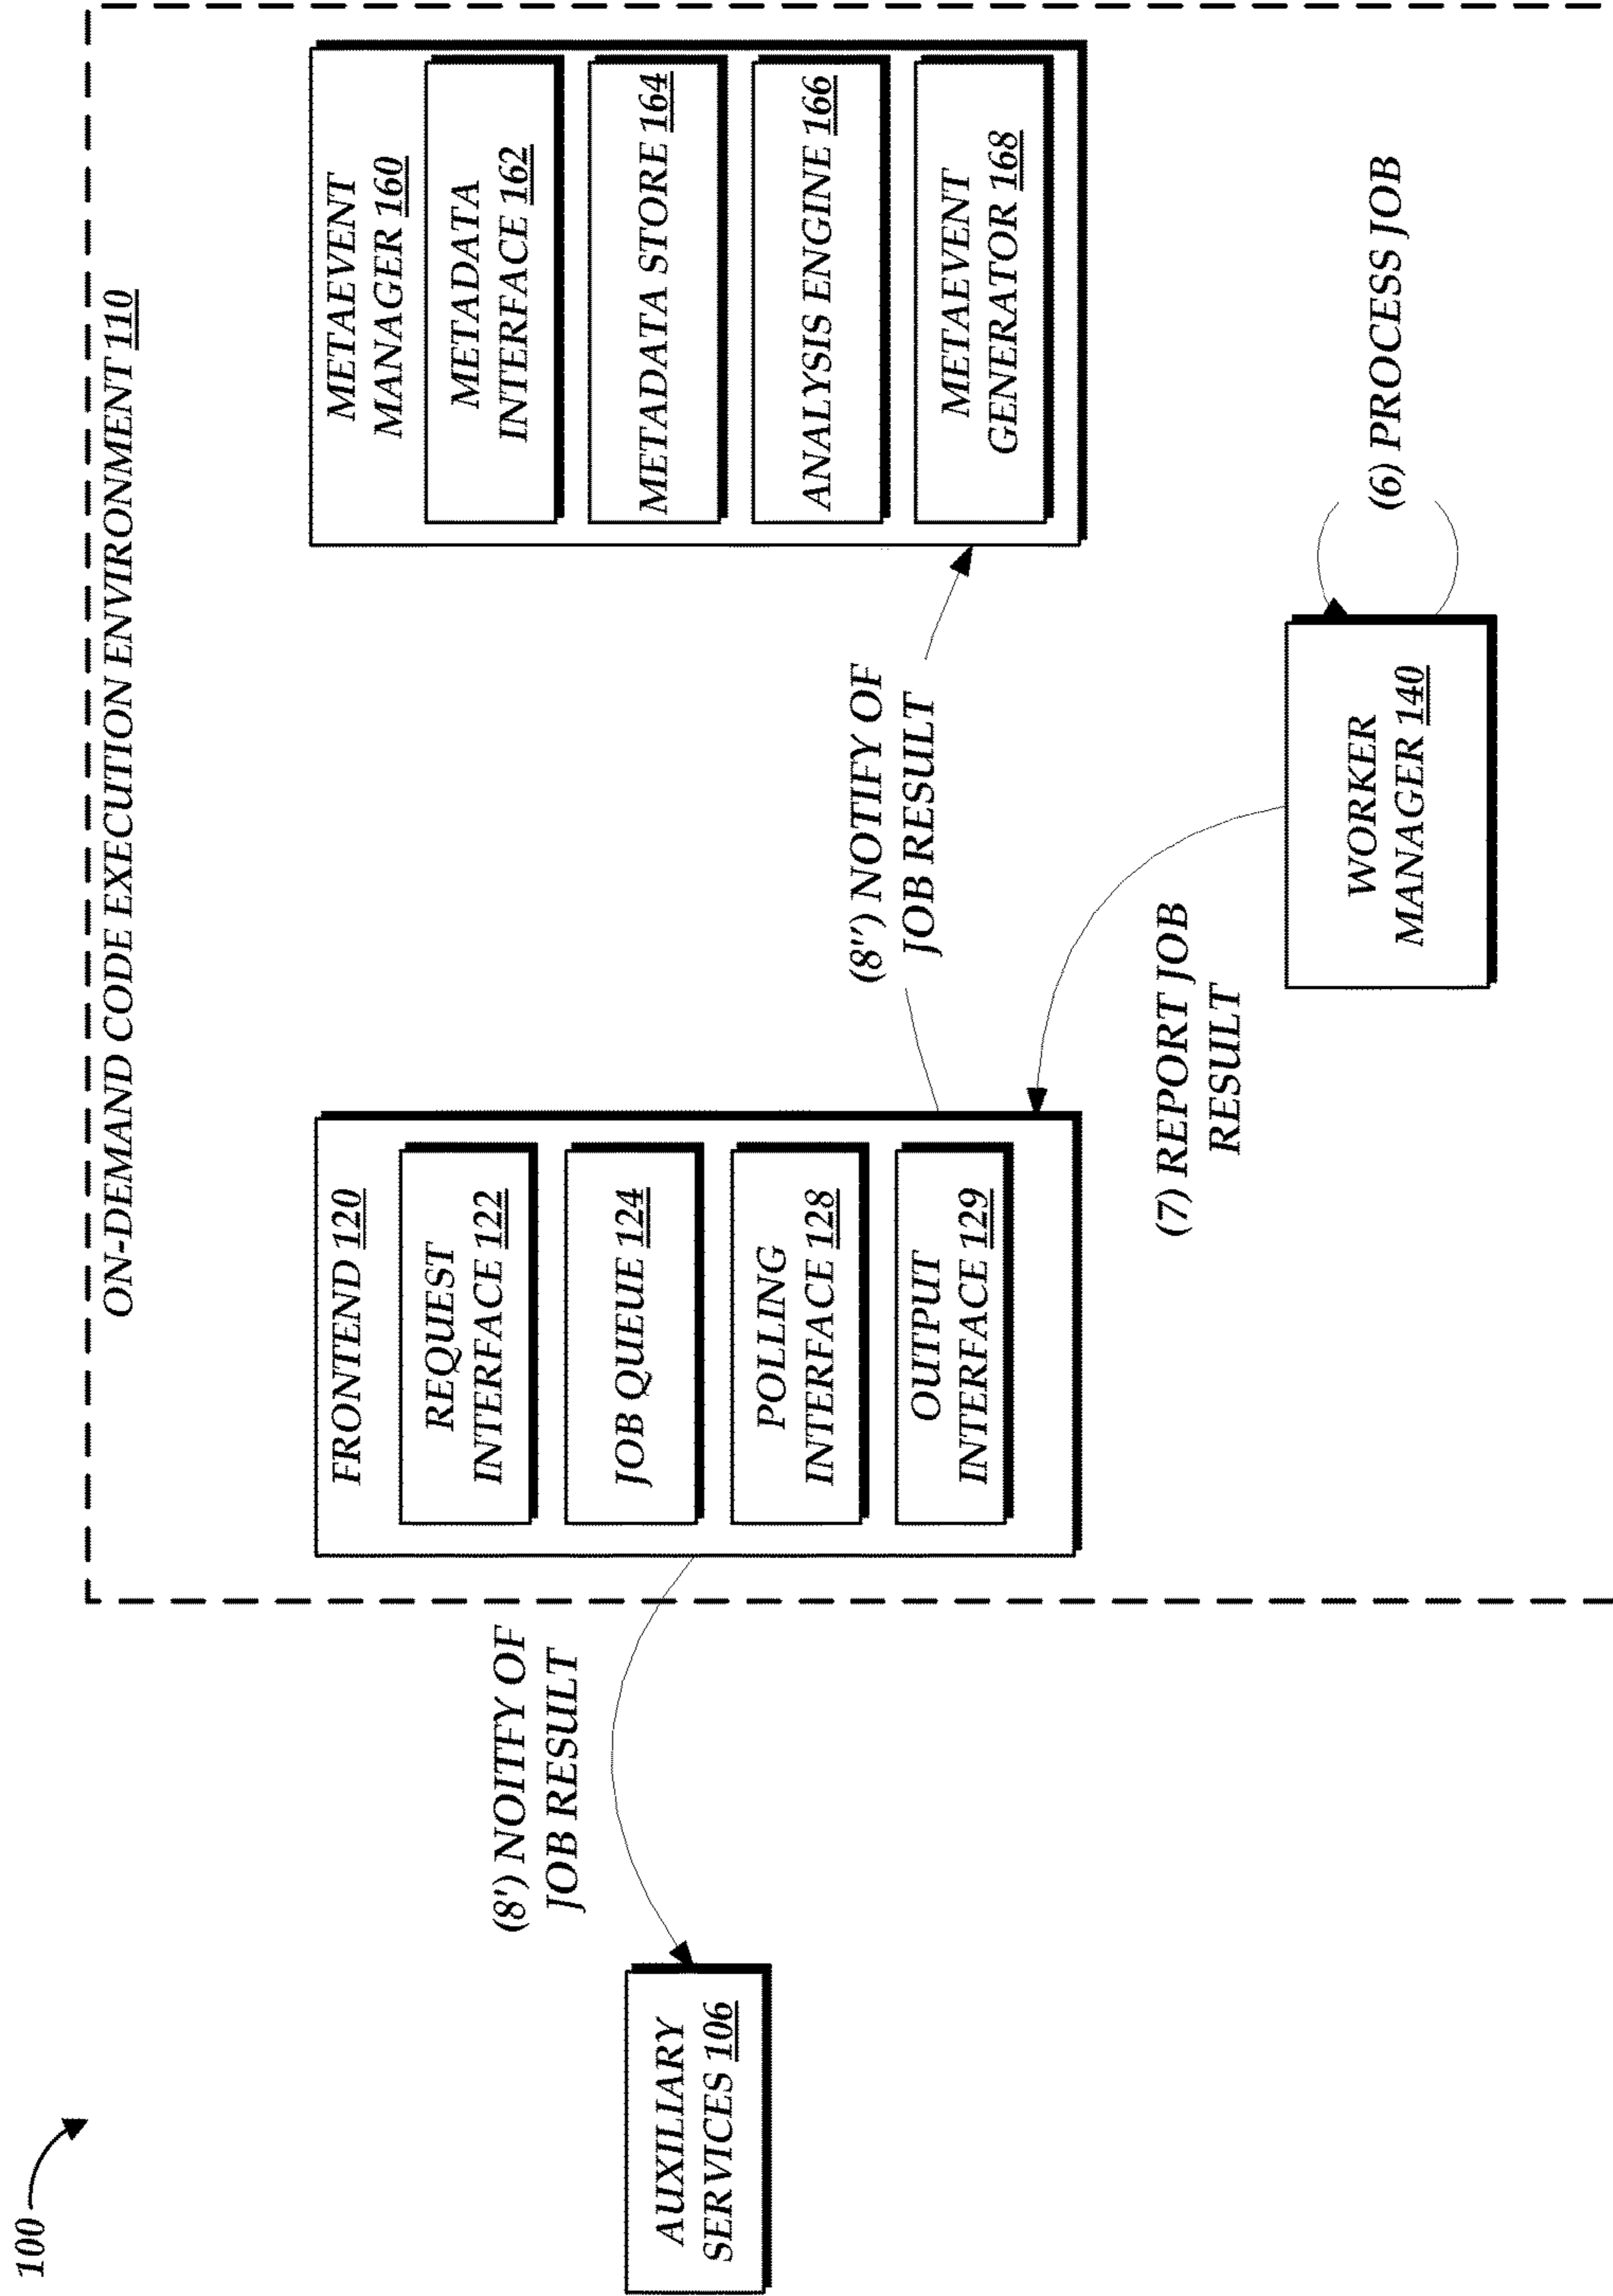 100
ON-DEMAND CODE EXECUTION ENVIRONMENT 110
AUXILIARY
SERVICES 106
(8') NOITFY OF
JOB RESULT
FRONTEND 120
REQUEST
INTERFACE 122
JOB QUEUE 124
POLLING
INTERFACE 128
OUTPUT
INTERFACE 129
(8'') NOTIFY OF
JOB RESULT
(7) REPORT JOB
RESULT
METAEVENT
MANAGER 160
METADATA
INTERFACE 162
METADATA STORE 164
ANALYSIS ENGINE 166
METAEVENT
GENERATOR 168
WORKER
MANAGER 140
(6) PROCESS JOB